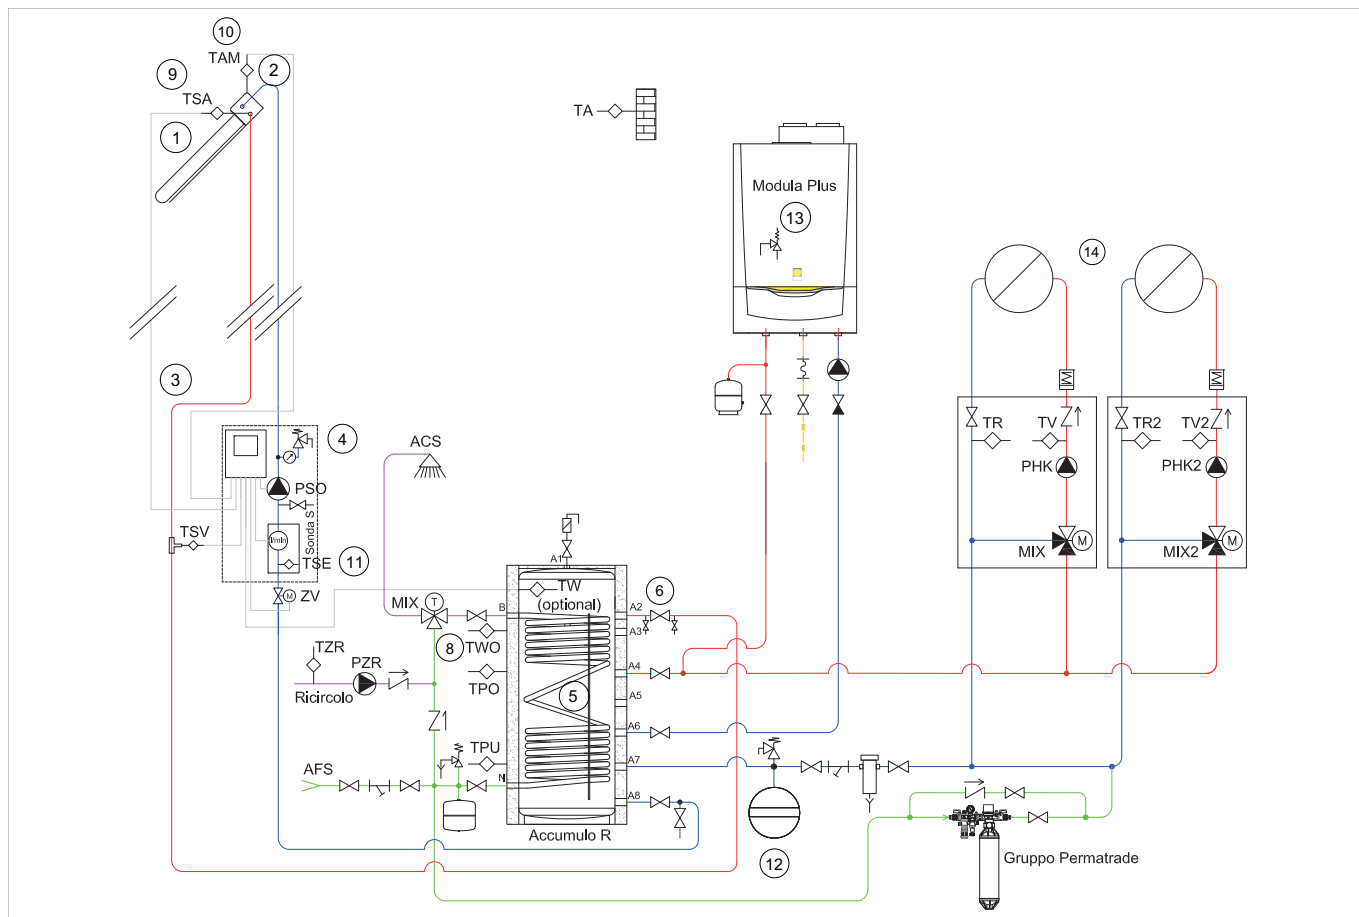 10
TAM
9
2
TSA
TA
1
Modula Plus
13
14
3
4
ACS
TR
TV
TR2
TV2
PHK
PHK2
PSO
Sonda S
TSV
l/min
TSE
11
MIX
M
MIX2
M
A1
TW
(optional)
6
ZV
M
MIX
T
B
A2
A3
8
TWO
TZR
PZR
TPO
A4
Ricircolo
5
A5
A6
TPU
A7
AFS
N
A8
Accumulo R
12
Gruppo Permatrade